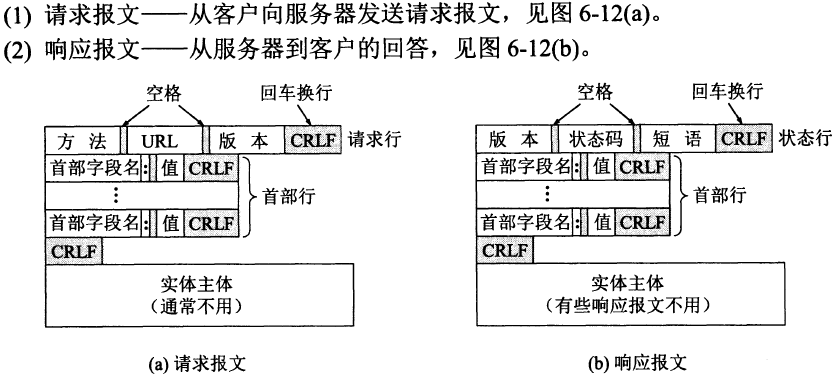 (1) 请求报文——从客户向服务器发送请求报文，见图 6-12(a)。
(2) 响应报文——从服务器到客户的回答，见图 6-12(b)。
空格 回车换行
方 法 URL 版 本 CRLF 请求行
首部字段名: 值 CRLF
⋮ 首部行
首部字段名: 值 CRLF
CRLF
实体主体
（通常不用）
(a) 请求报文
空格 回车换行
版 本 状态码 短 语 CRLF 状态行
首部字段名: 值 CRLF
⋮ 首部行
首部字段名: 值 CRLF
CRLF
实体主体
（有些响应报文不用）
(b) 响应报文